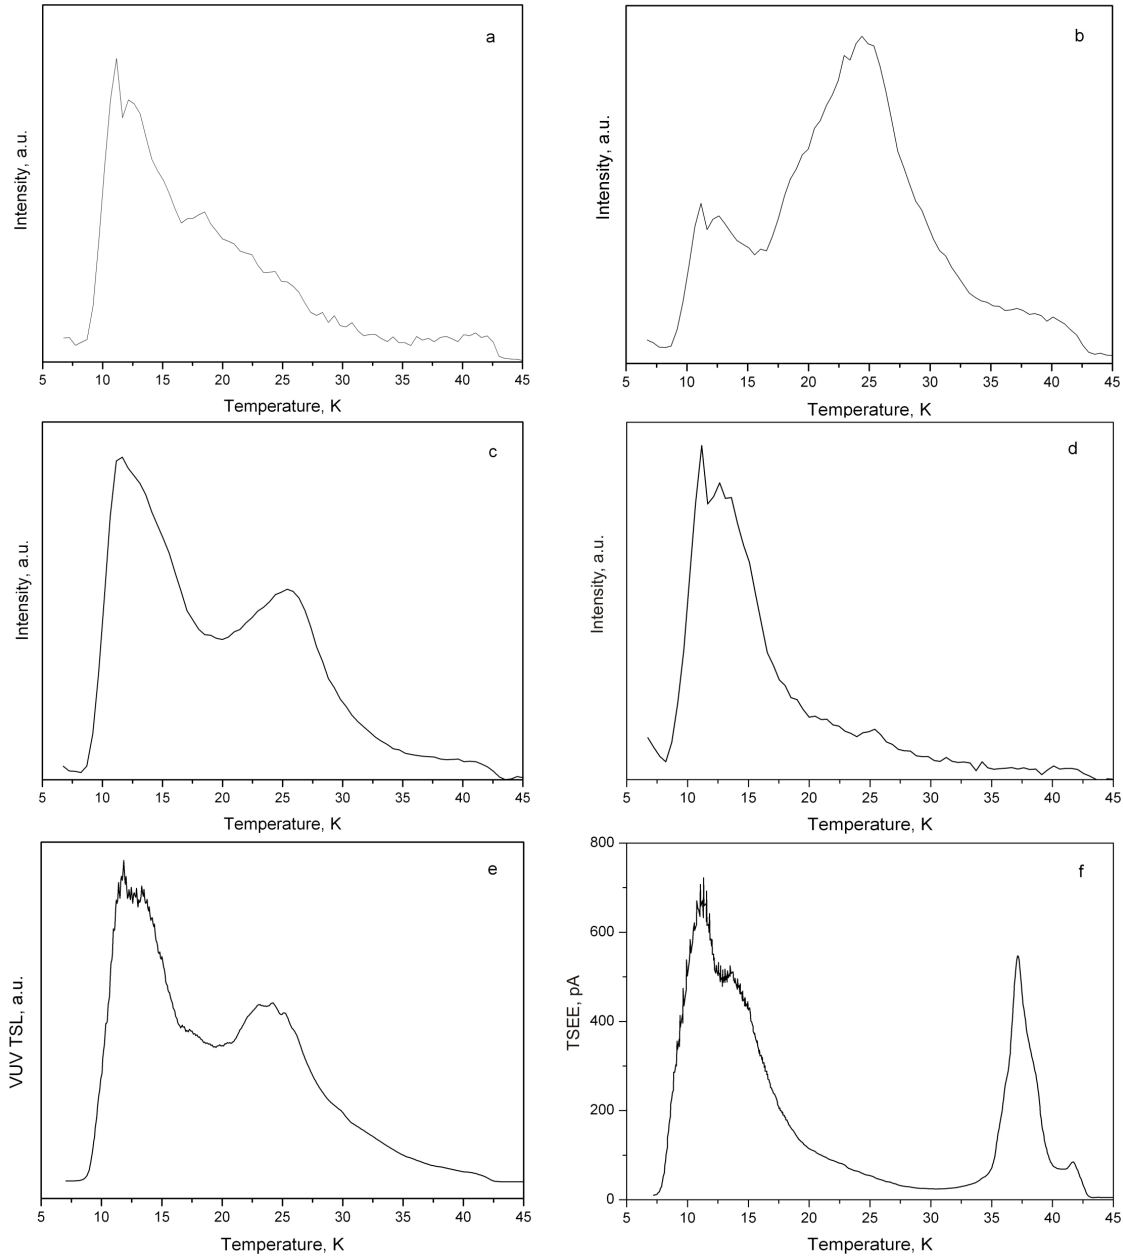 a
Intensity, a.u.
5 10 15 20 25 30 35 40 45
Temperature, K
b
Intensity, a.u.
5 10 15 20 25 30 35 40 45
Temperature, K
c
Intensity, a.u.
5 10 15 20 25 30 35 40 45
Temperature, K
d
Intensity, a.u.
5 10 15 20 25 30 35 40 45
Temperature, K
e
VUV TSL, a.u.
5 10 15 20 25 30 35 40 45
Temperature, K
f
TSEE, pA
800
600
400
200
0
5 10 15 20 25 30 35 40 45
Temperature, K